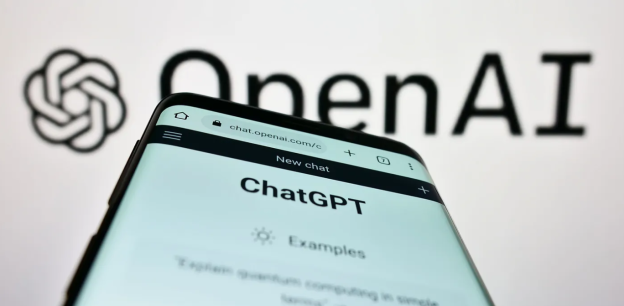 OpenAI
chat.openai.com/c
New chat
ChatGPT
Examples
"Explain quantum computing in simple
terms"